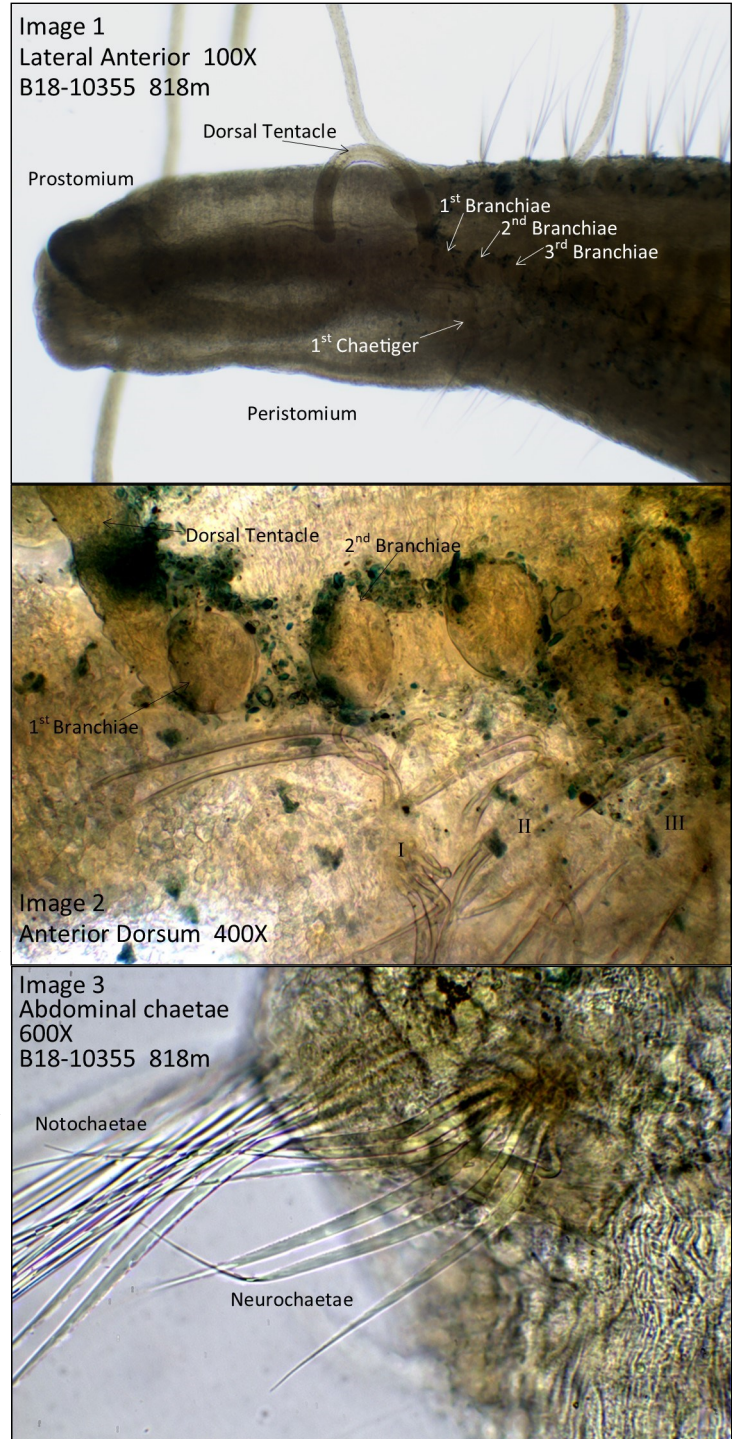 Image 1
Lateral Anterior 100X
B18-10355 818m
Dorsal Tentacle
Prostomium
1st Branchiae
2nd Branchiae
3rd Branchiae
1st Chaetiger
Peristomium
Dorsal Tentacle
2nd Branchiae
1st Branchiae
I
II
III
Image 2
Anterior Dorsum 400X
Image 3
Abdominal chaetae
600X
B18-10355 818m
Notochaetae
Neurochaetae